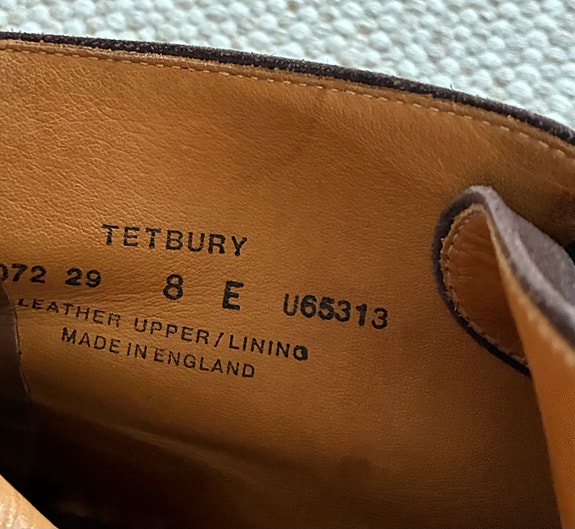 TETBURY
072 29 8 E U65313
LEATHER UPPER/LINING
MADE IN ENGLAND